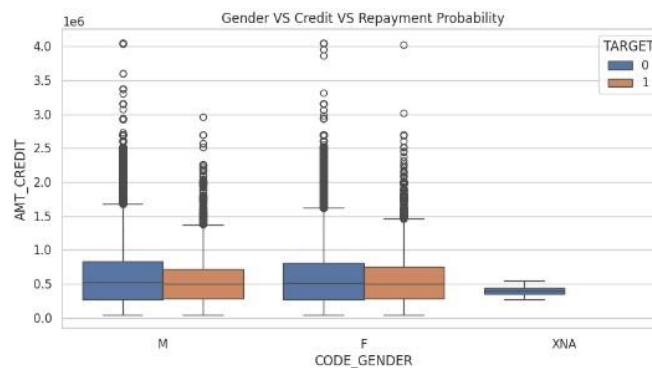 Gender VS Credit VS Repayment Probability
1e6
TARGET
0
1
4.0
3.5
3.0
2.5
2.0
1.5
1.0
0.5
0.0
AMT_CREDIT
M
F
XNA
CODE_GENDER